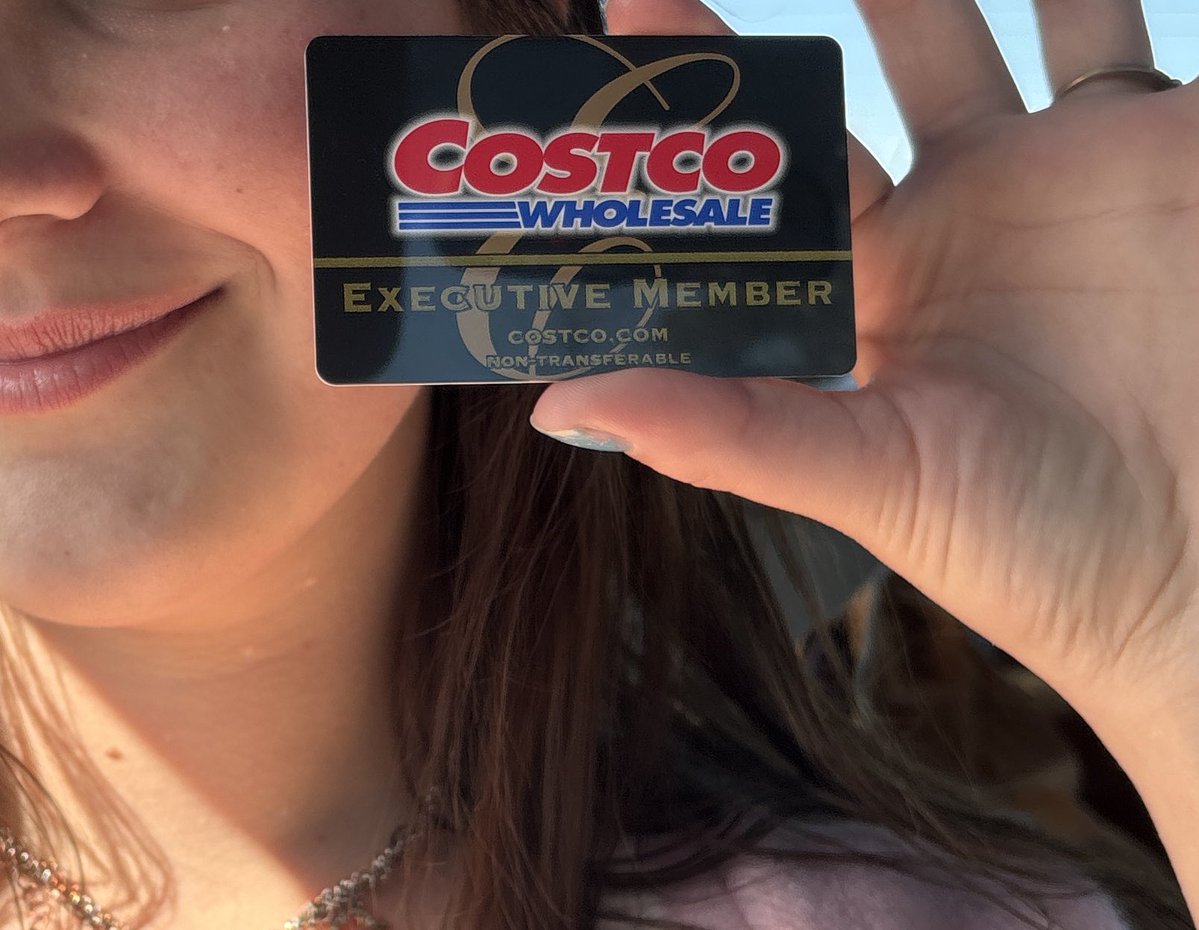 COSTCO
WHOLESALE
EXECUTIVE MEMBER
COSTCO.COM
NON-TRANSFERABLE